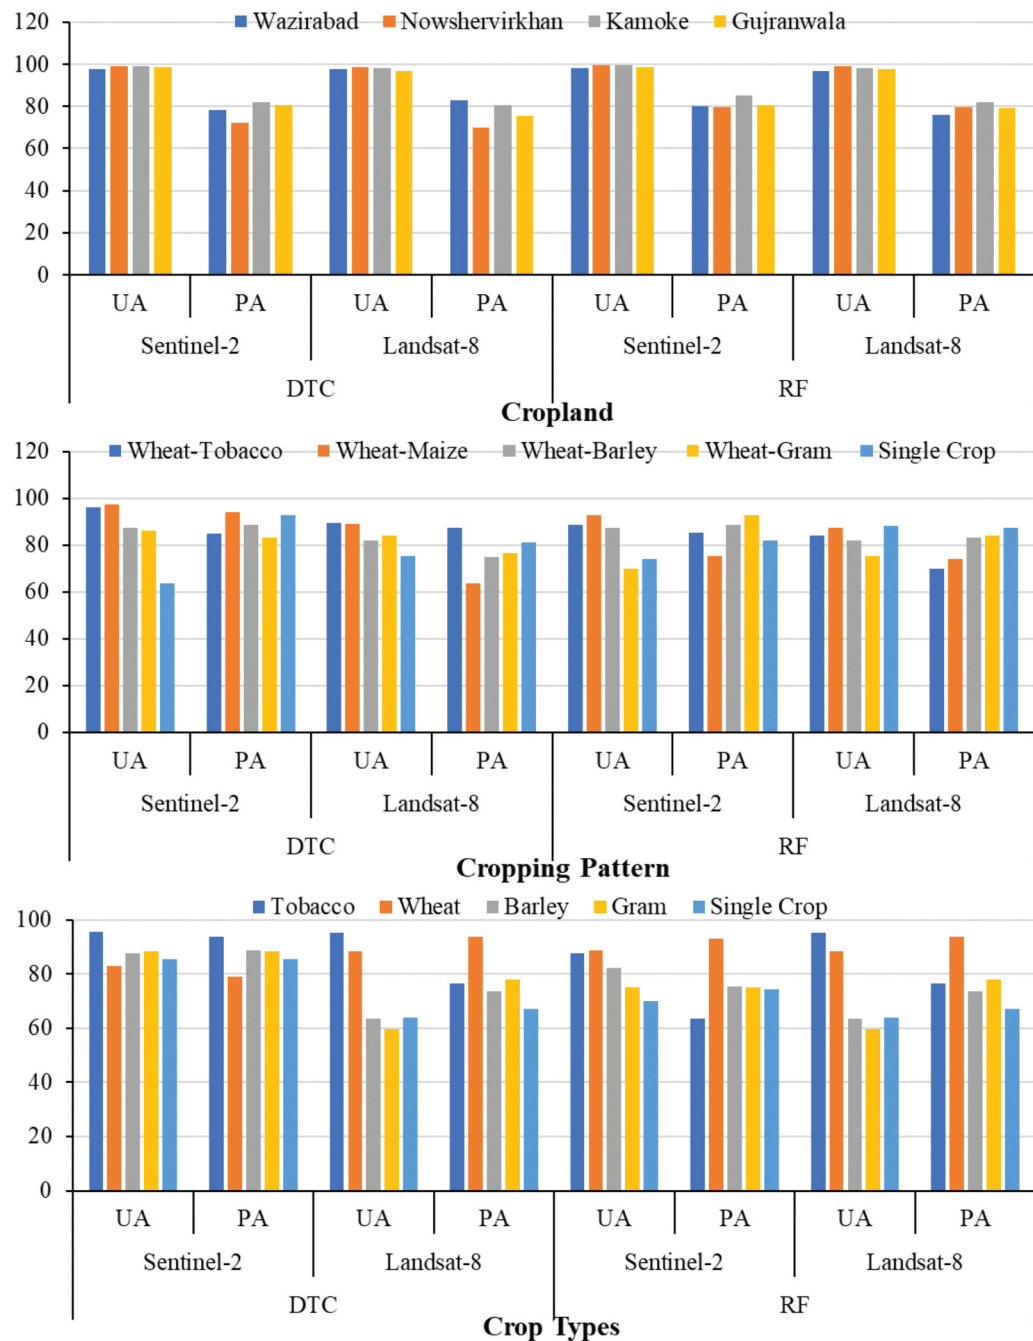 Wazirabad Nowshervirkhan Kamoke Gujranwala
120
100
80
60
40
20
0
UA PA UA PA UA PA UA PA
Sentinel-2 Landsat-8 Sentinel-2 Landsat-8
DTC RF
Cropland
Wheat-Tobacco Wheat-Maize Wheat-Barley Wheat-Gram Single Crop
120
100
80
60
40
20
0
UA PA UA PA UA PA UA PA
Sentinel-2 Landsat-8 Sentinel-2 Landsat-8
DTC RF
Cropping Pattern
Tobacco Wheat Barley Gram Single Crop
100
80
60
40
20
0
UA PA UA PA UA PA UA PA
Sentinel-2 Landsat-8 Sentinel-2 Landsat-8
DTC RF
Crop Types